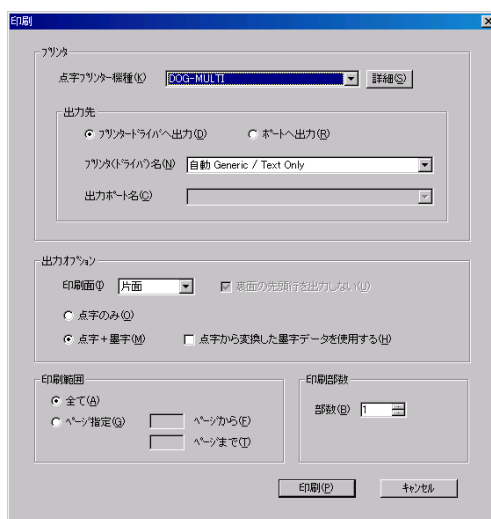 印刷
プリンタ
点字プリンター機種(K) DOG-MULTI 詳細(S)
出力先
プリンタードライバへ出力(D) ポートへ出力(R)
プリンタ(ドライバ)名(N) 自動 Generic / Text Only
出力ポート名(C)
出力オプション
印刷面(I) 片面 裏面の先頭行を出力しない(U)
点字のみ(O)
点字+墨字(M) 点字から変換した墨字データを使用する(H)
印刷範囲 印刷部数
全て(A)
部数(B) 1
ページ指定(G) ページから(F)
ページまで(T)
印刷(P) キャンセル